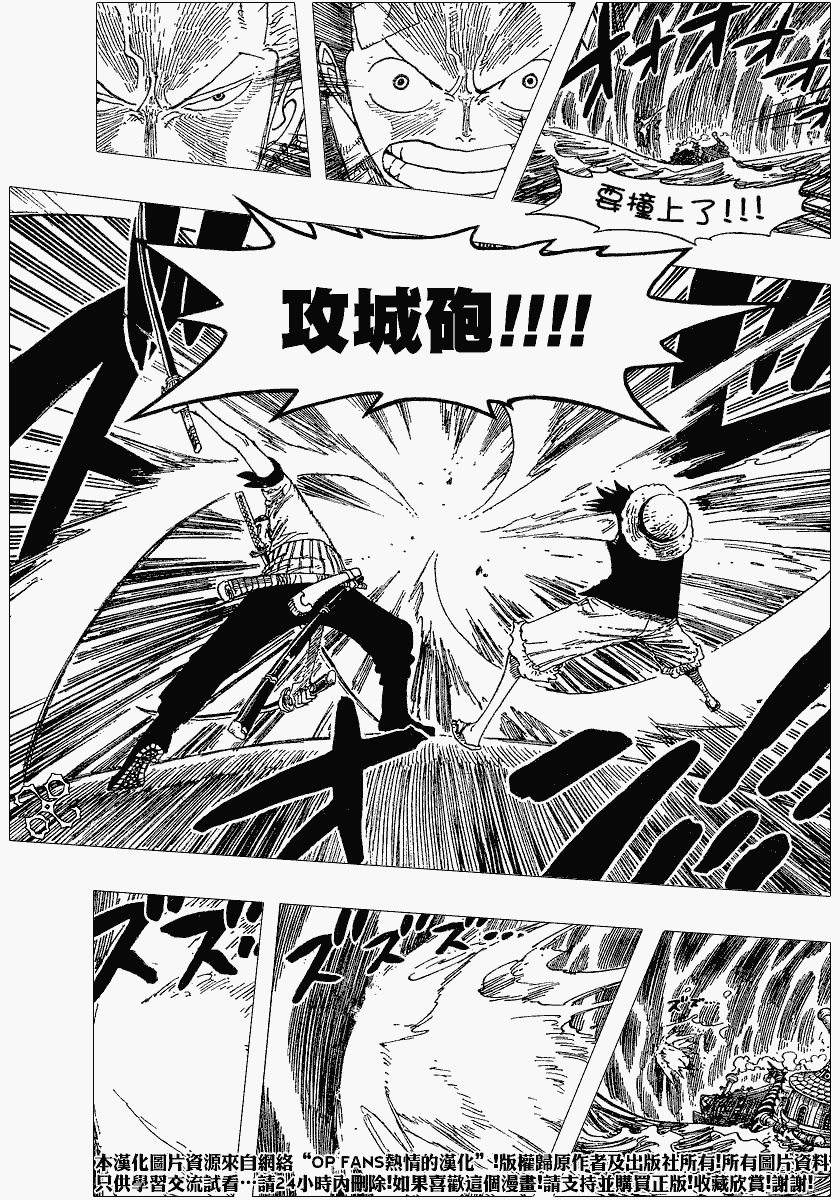 オオオオオ
要撞上了!!!
攻城砲!!!!
ズズズ
ズズズ…
ズズ…
本漢化圖片資源來自網絡“OP FANS熱情的漢化”!版權歸原作者及出版社所有!所有圖片資料
只供學習交流試看…請24小時內刪除!如果喜歡這個漫畫!請支持並購買正版!收藏欣賞!謝謝!